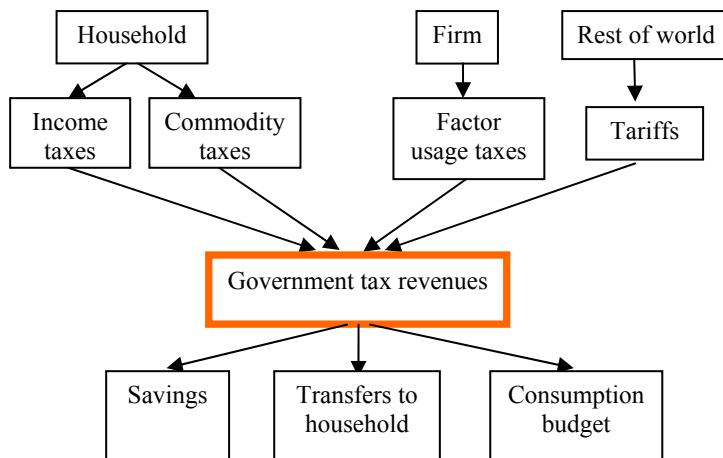 Household
Firm
Rest of world
Income
taxes
Commodity
taxes
Factor
usage taxes
Tariffs
Government tax revenues
Savings
Transfers to
household
Consumption
budget